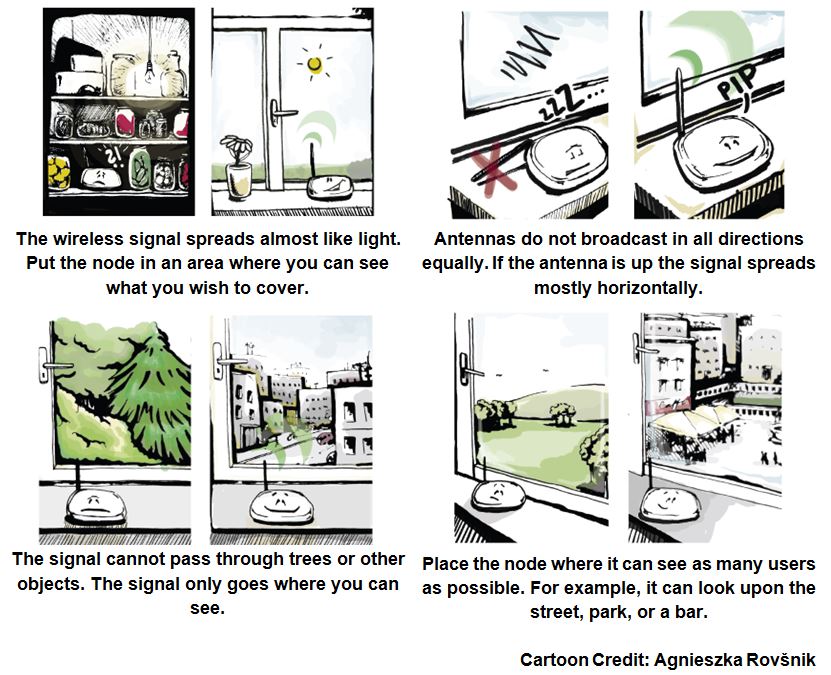 ?!
zzZ...
PIP
The wireless signal spreads almost like light.
Put the node in an area where you can see
what you wish to cover.
Antennas do not broadcast in all directions
equally. If the antenna is up the signal spreads
mostly horizontally.
The signal cannot pass through trees or other
objects. The signal only goes where you can
see.
Place the node where it can see as many users
as possible. For example, it can look upon the
street, park, or a bar.
Cartoon Credit: Agnieszka Rovšnik